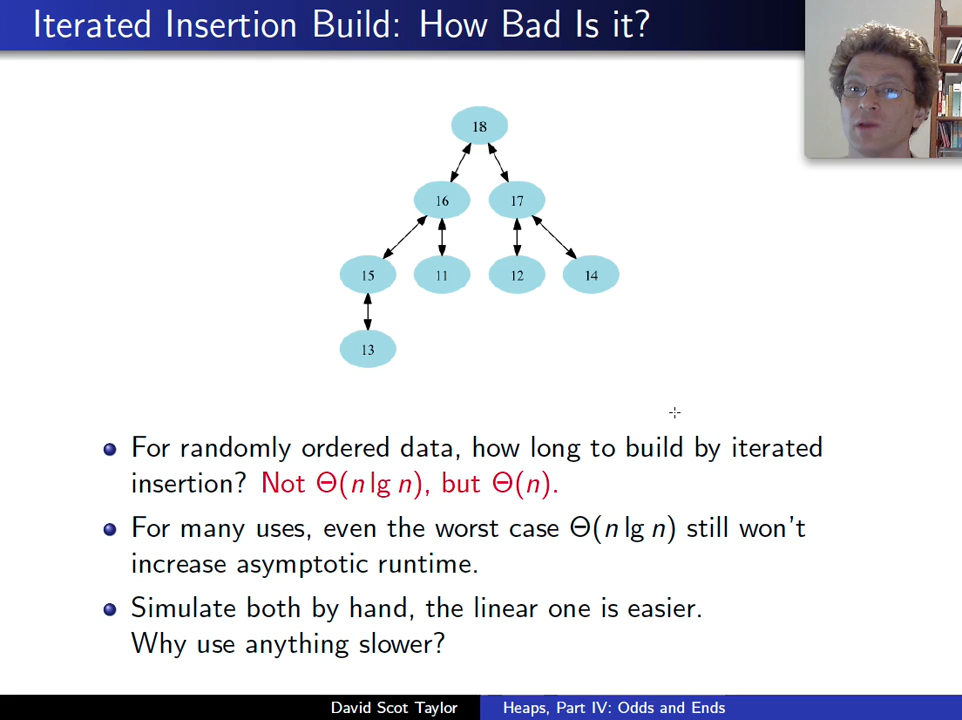 Iterated Insertion Build: How Bad Is it?
18
16 17
15 11 12 14
13
For randomly ordered data, how long to build by iterated
insertion? Not Θ(n lg n), but Θ(n).
For many uses, even the worst case Θ(n lg n) still won't
increase asymptotic runtime.
Simulate both by hand, the linear one is easier.
Why use anything slower?
David Scot Taylor Heaps, Part IV: Odds and Ends